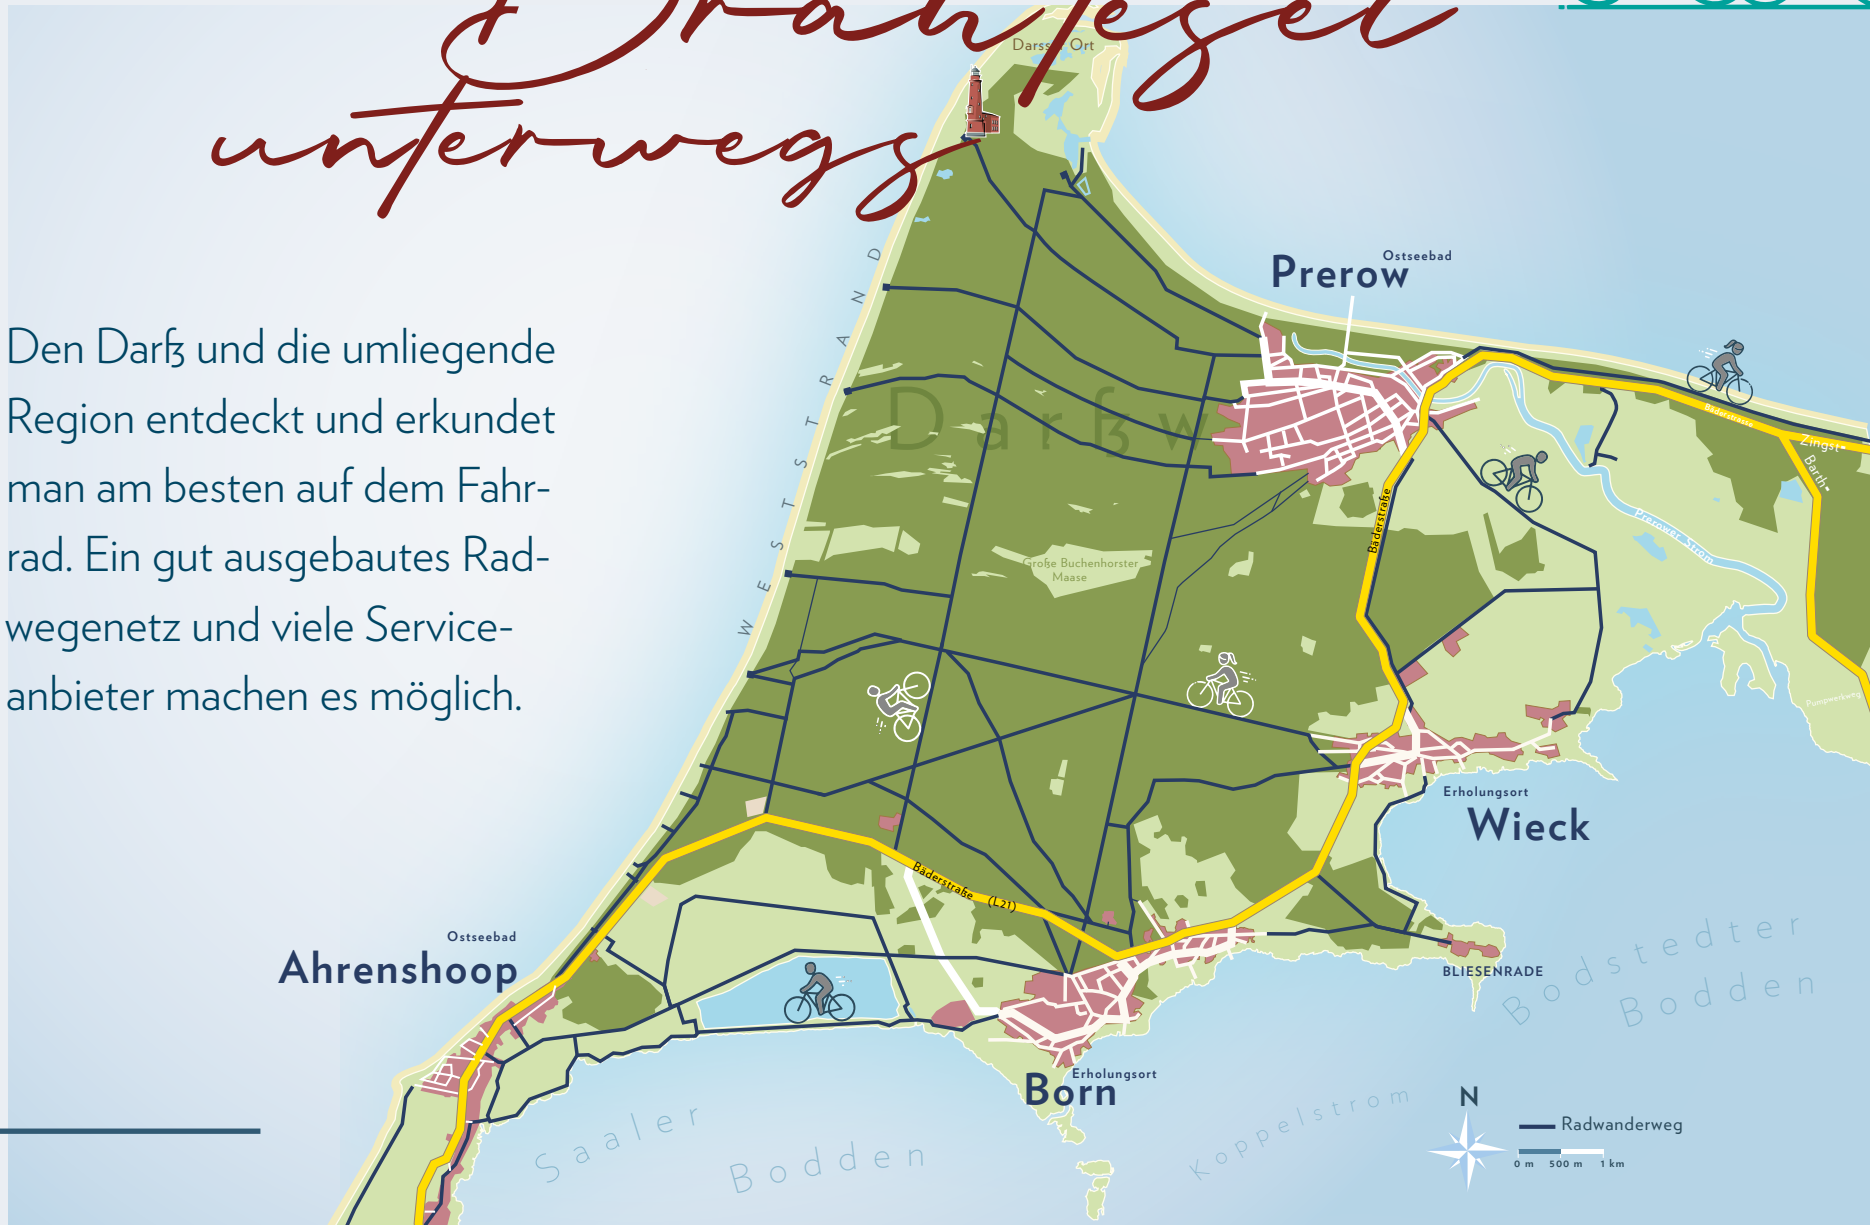 Drahtesel
unterwegs
Den Darß und die umliegende
Region entdeckt und erkundet
man am besten auf dem Fahr-
rad. Ein gut ausgebautes Rad-
wegenetz und viele Service-
anbieter machen es möglich.
Darsser Ort
WESTSTRAND
Ostseebad
Prerow
Darßw
Große Buchenhorster
Maase
Bäderstraße
Bäderstraße
Zingst
Barth
Prerower Strom
Pumpwerkweg
Erholungsort
Wieck
Bäderstraße (L21)
Ostseebad
Ahrenshoop
BLIESENRADE
Bodstedter
Bodden
Erholungsort
Born
Saaler
Bodden
Koppelstrom
N
Radwanderweg
0 m 500 m 1 km